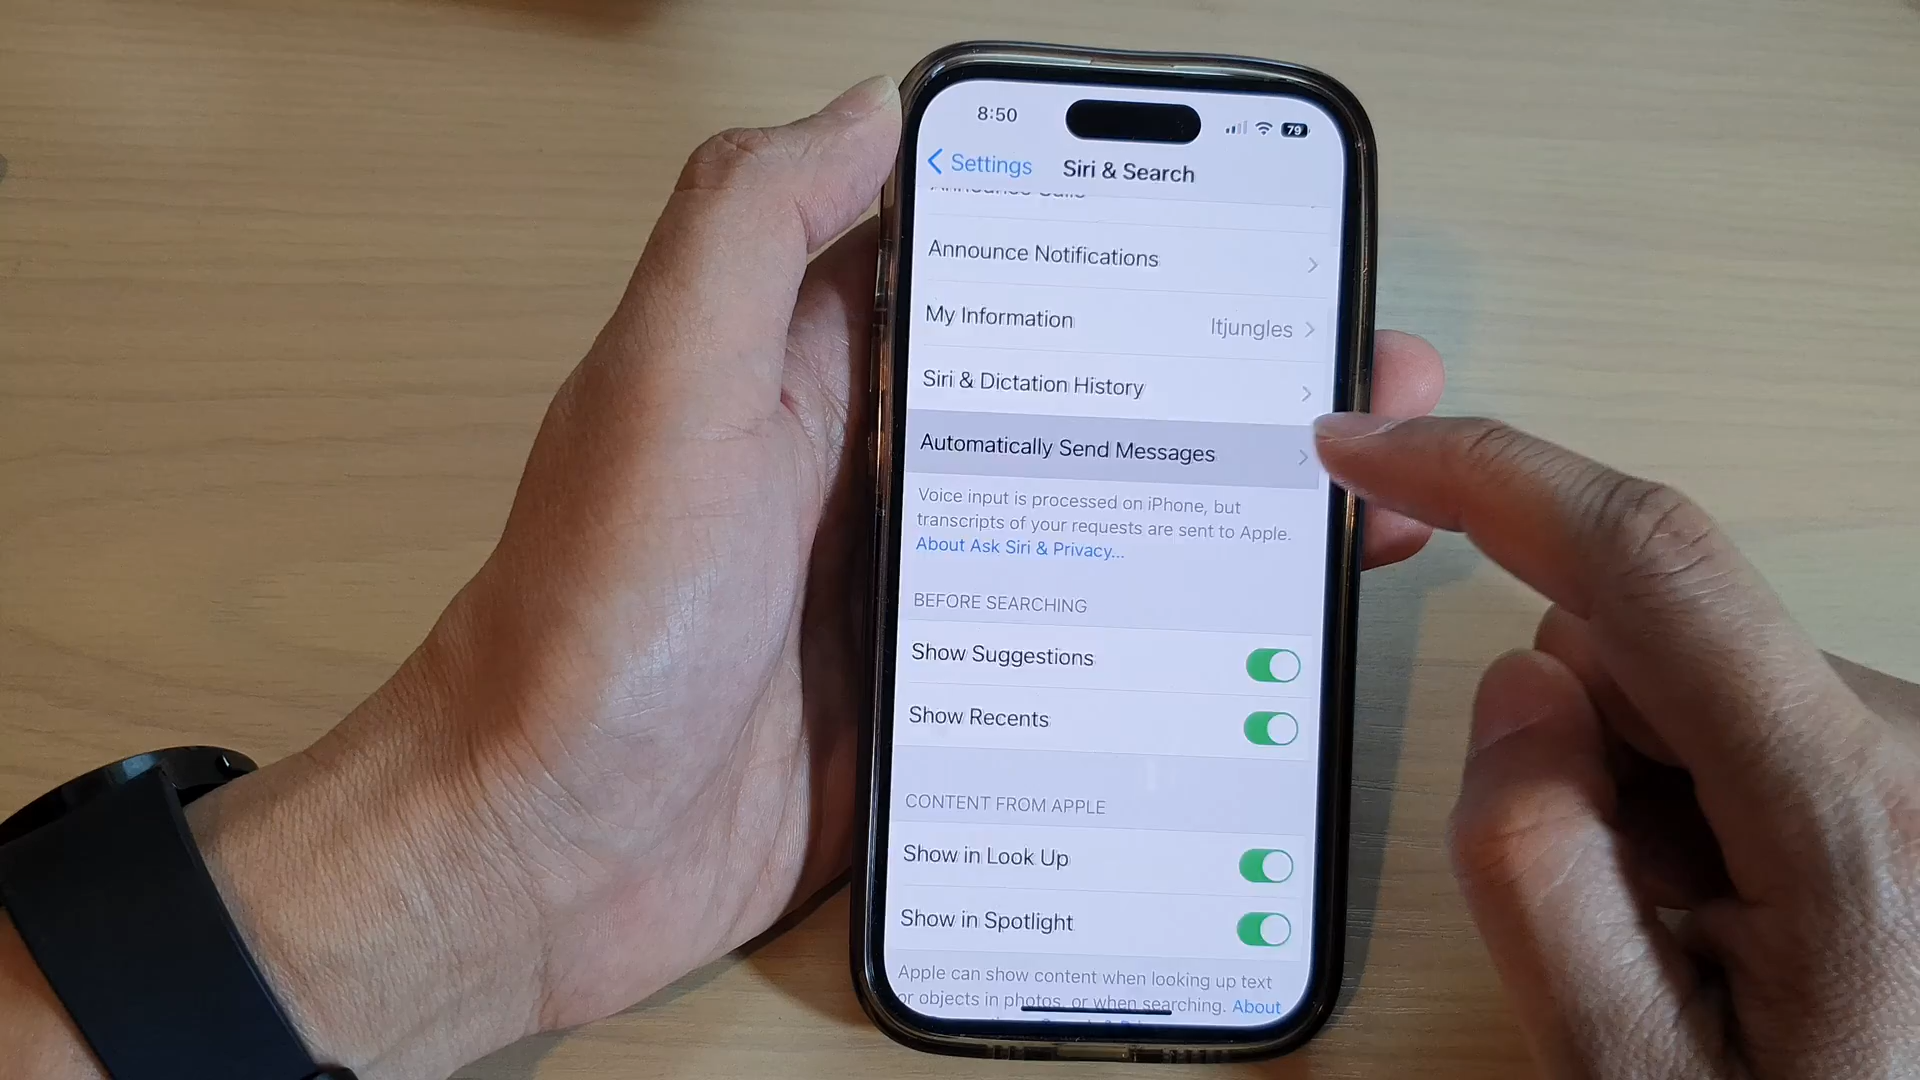 8:50
79
Settings
Siri & Search
Announce Calls
Announce Notifications
My Information
Itjungles
Siri & Dictation History
Automatically Send Messages
Voice input is processed on iPhone, but
transcripts of your requests are sent to Apple.
About Ask Siri & Privacy...
BEFORE SEARCHING
Show Suggestions
Show Recents
CONTENT FROM APPLE
Show in Look Up
Show in Spotlight
Apple can show content when looking up text
or objects in photos, or when searching. About